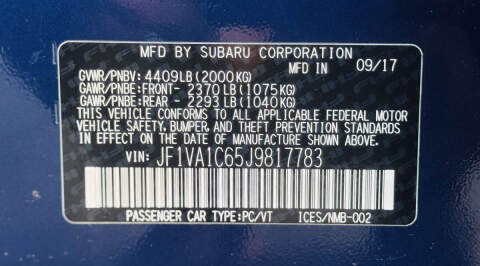 MFD BY SUBARU CORPORATION
MFD IN 09/17
GVWR/PNBV: 4409LB(2000KG)
GAWR/PNBE:FRONT- 2370LB(1075KG)
GAWR/PNBE:REAR - 2293LB(1040KG)
THIS VEHICLE CONFORMS TO ALL APPLICABLE FEDERAL MOTOR
VEHICLE SAFETY, BUMPER, AND THEFT PREVENTION STANDARDS
IN EFFECT ON THE DATE OF MANUFACTURE SHOWN ABOVE.
VIN: JF1VA1C65J9817783
PASSENGER CAR TYPE:PC/VT ICES/NMB-002